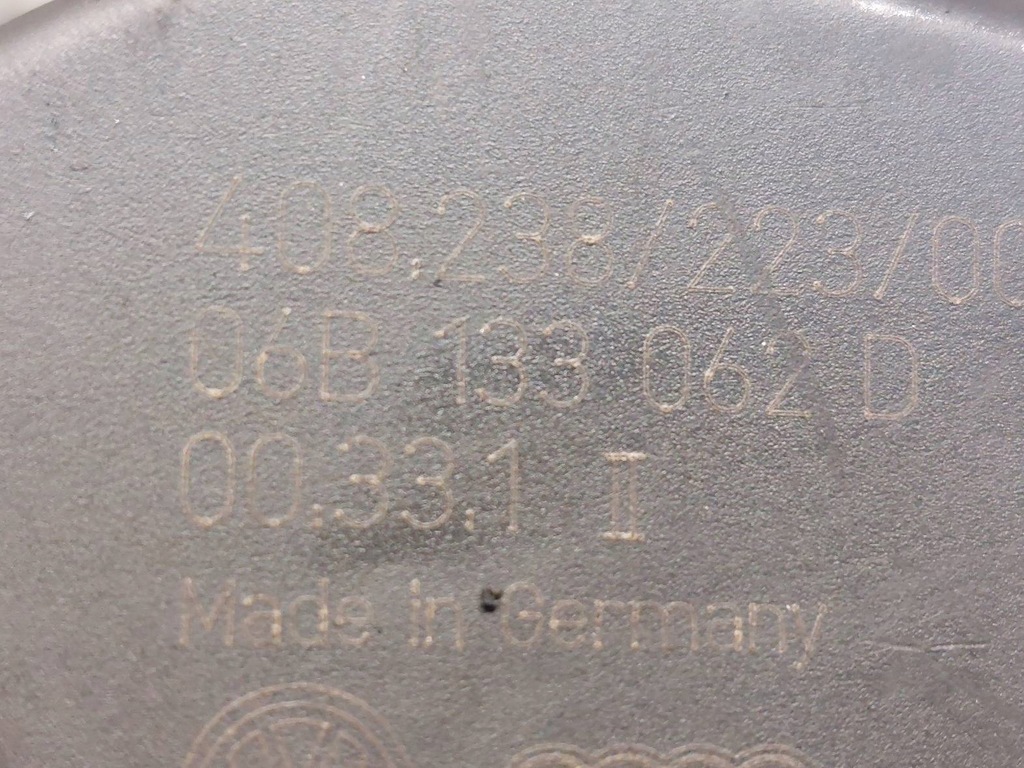 408.238/223/00
06B 133 062 D
00.33.1 II
Made in Germany